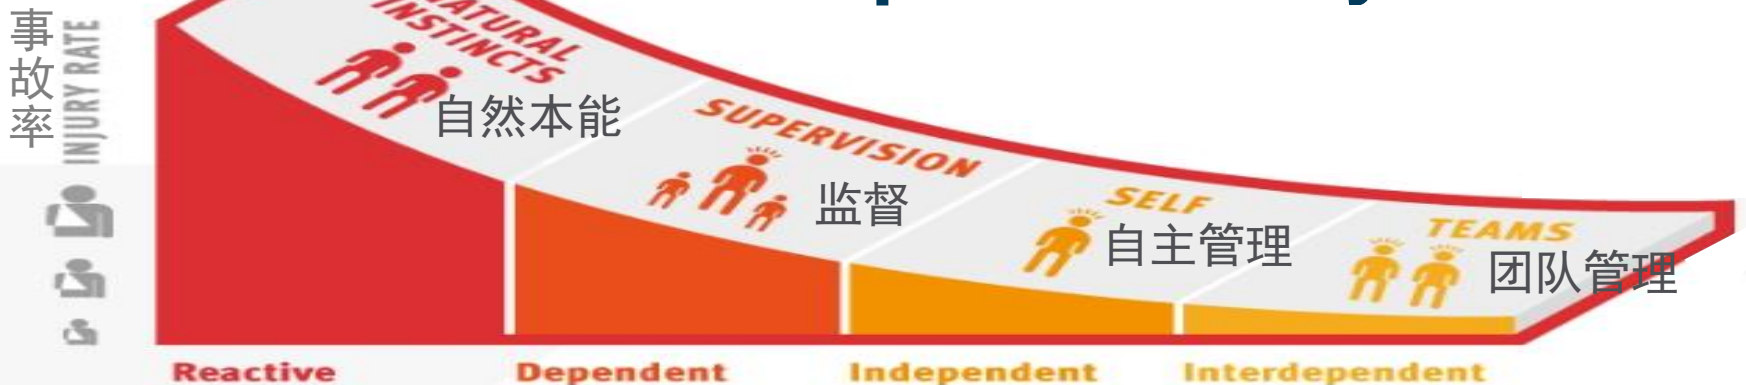 事故率
INJURY RATE
NATURAL
INSTINCTS
自然本能
SUPERVISION
监督
SELF
自主管理
TEAMS
团队管理
Reactive
Dependent
Independent
Interdependent